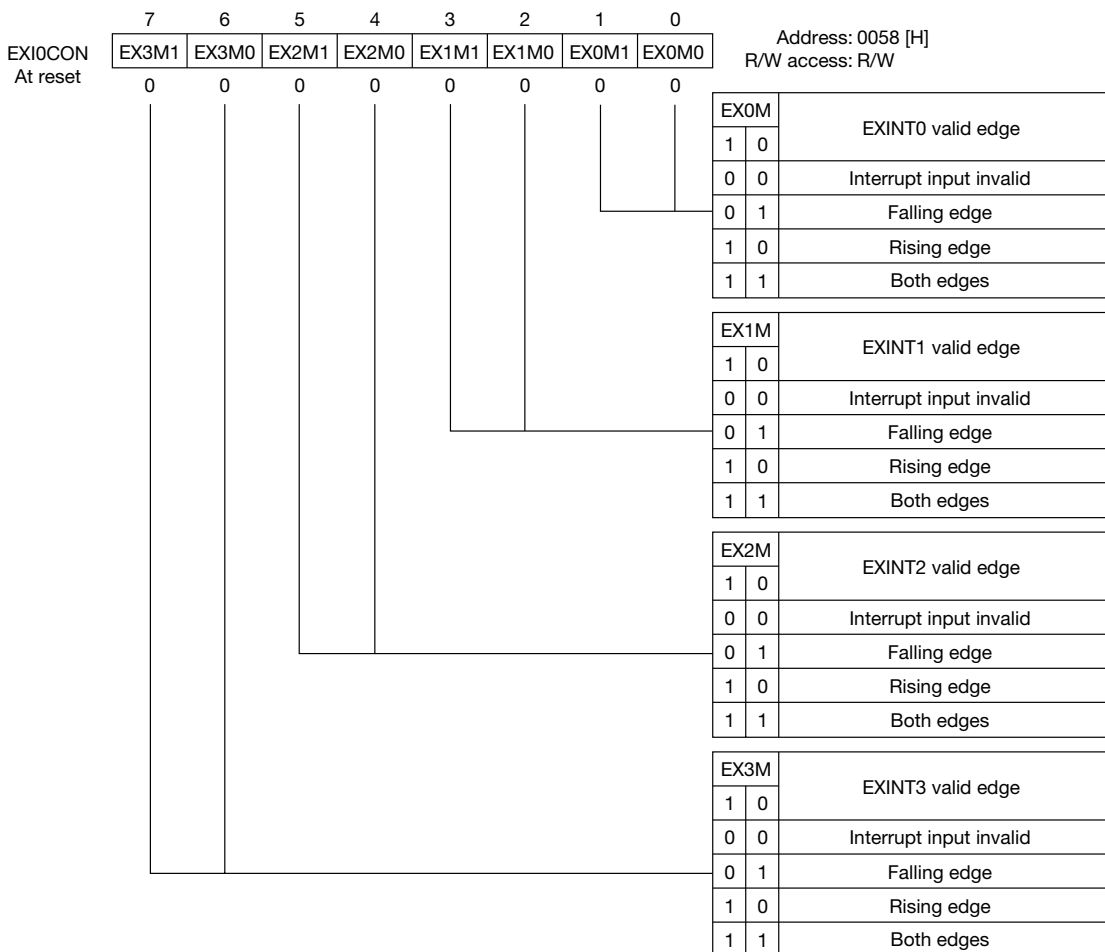 7 6 5 4 3 2 1 0
EXI0CON EX3M1 EX3M0 EX2M1 EX2M0 EX1M1 EX1M0 EX0M1 EX0M0
At reset 0 0 0 0 0 0 0 0
Address: 0058 [H]
R/W access: R/W
EX0M EXINT0 valid edge
1 0
0 0 Interrupt input invalid
0 1 Falling edge
1 0 Rising edge
1 1 Both edges
EX1M EXINT1 valid edge
1 0
0 0 Interrupt input invalid
0 1 Falling edge
1 0 Rising edge
1 1 Both edges
EX2M EXINT2 valid edge
1 0
0 0 Interrupt input invalid
0 1 Falling edge
1 0 Rising edge
1 1 Both edges
EX3M EXINT3 valid edge
1 0
0 0 Interrupt input invalid
0 1 Falling edge
1 0 Rising edge
1 1 Both edges